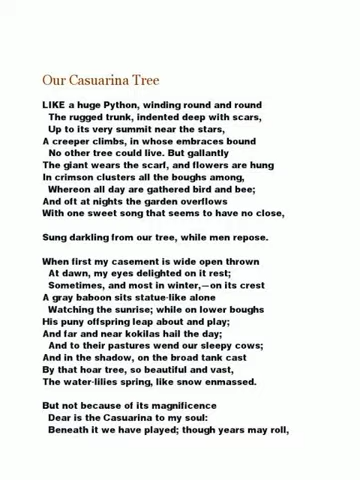 Our Casuarina Tree
LIKE a huge Python, winding round and round
The rugged trunk, indented deep with scars,
Up to its very summit near the stars,
A creeper climbs, in whose embraces bound
No other tree could live. But gallantly
The giant wears the scarf, and flowers are hung
In crimson clusters all the boughs among,
Whereon all day are gathered bird and bee;
And oft at nights the garden overflows
With one sweet song that seems to have no close,
Sung darkling from our tree, while men repose.
When first my casement is wide open thrown
At dawn, my eyes delighted on it rest;
Sometimes, and most in winter,—on its crest
A gray baboon sits statue-like alone
Watching the sunrise; while on lower boughs
His puny offspring leap about and play;
And far and near kokilas hail the day;
And to their pastures wend our sleepy cows;
And in the shadow, on the broad tank cast
By that hoar tree, so beautiful and vast,
The water-lilies spring, like snow enmassed.
But not because of its magnificence
Dear is the Casuarina to my soul:
Beneath it we have played; though years may roll,